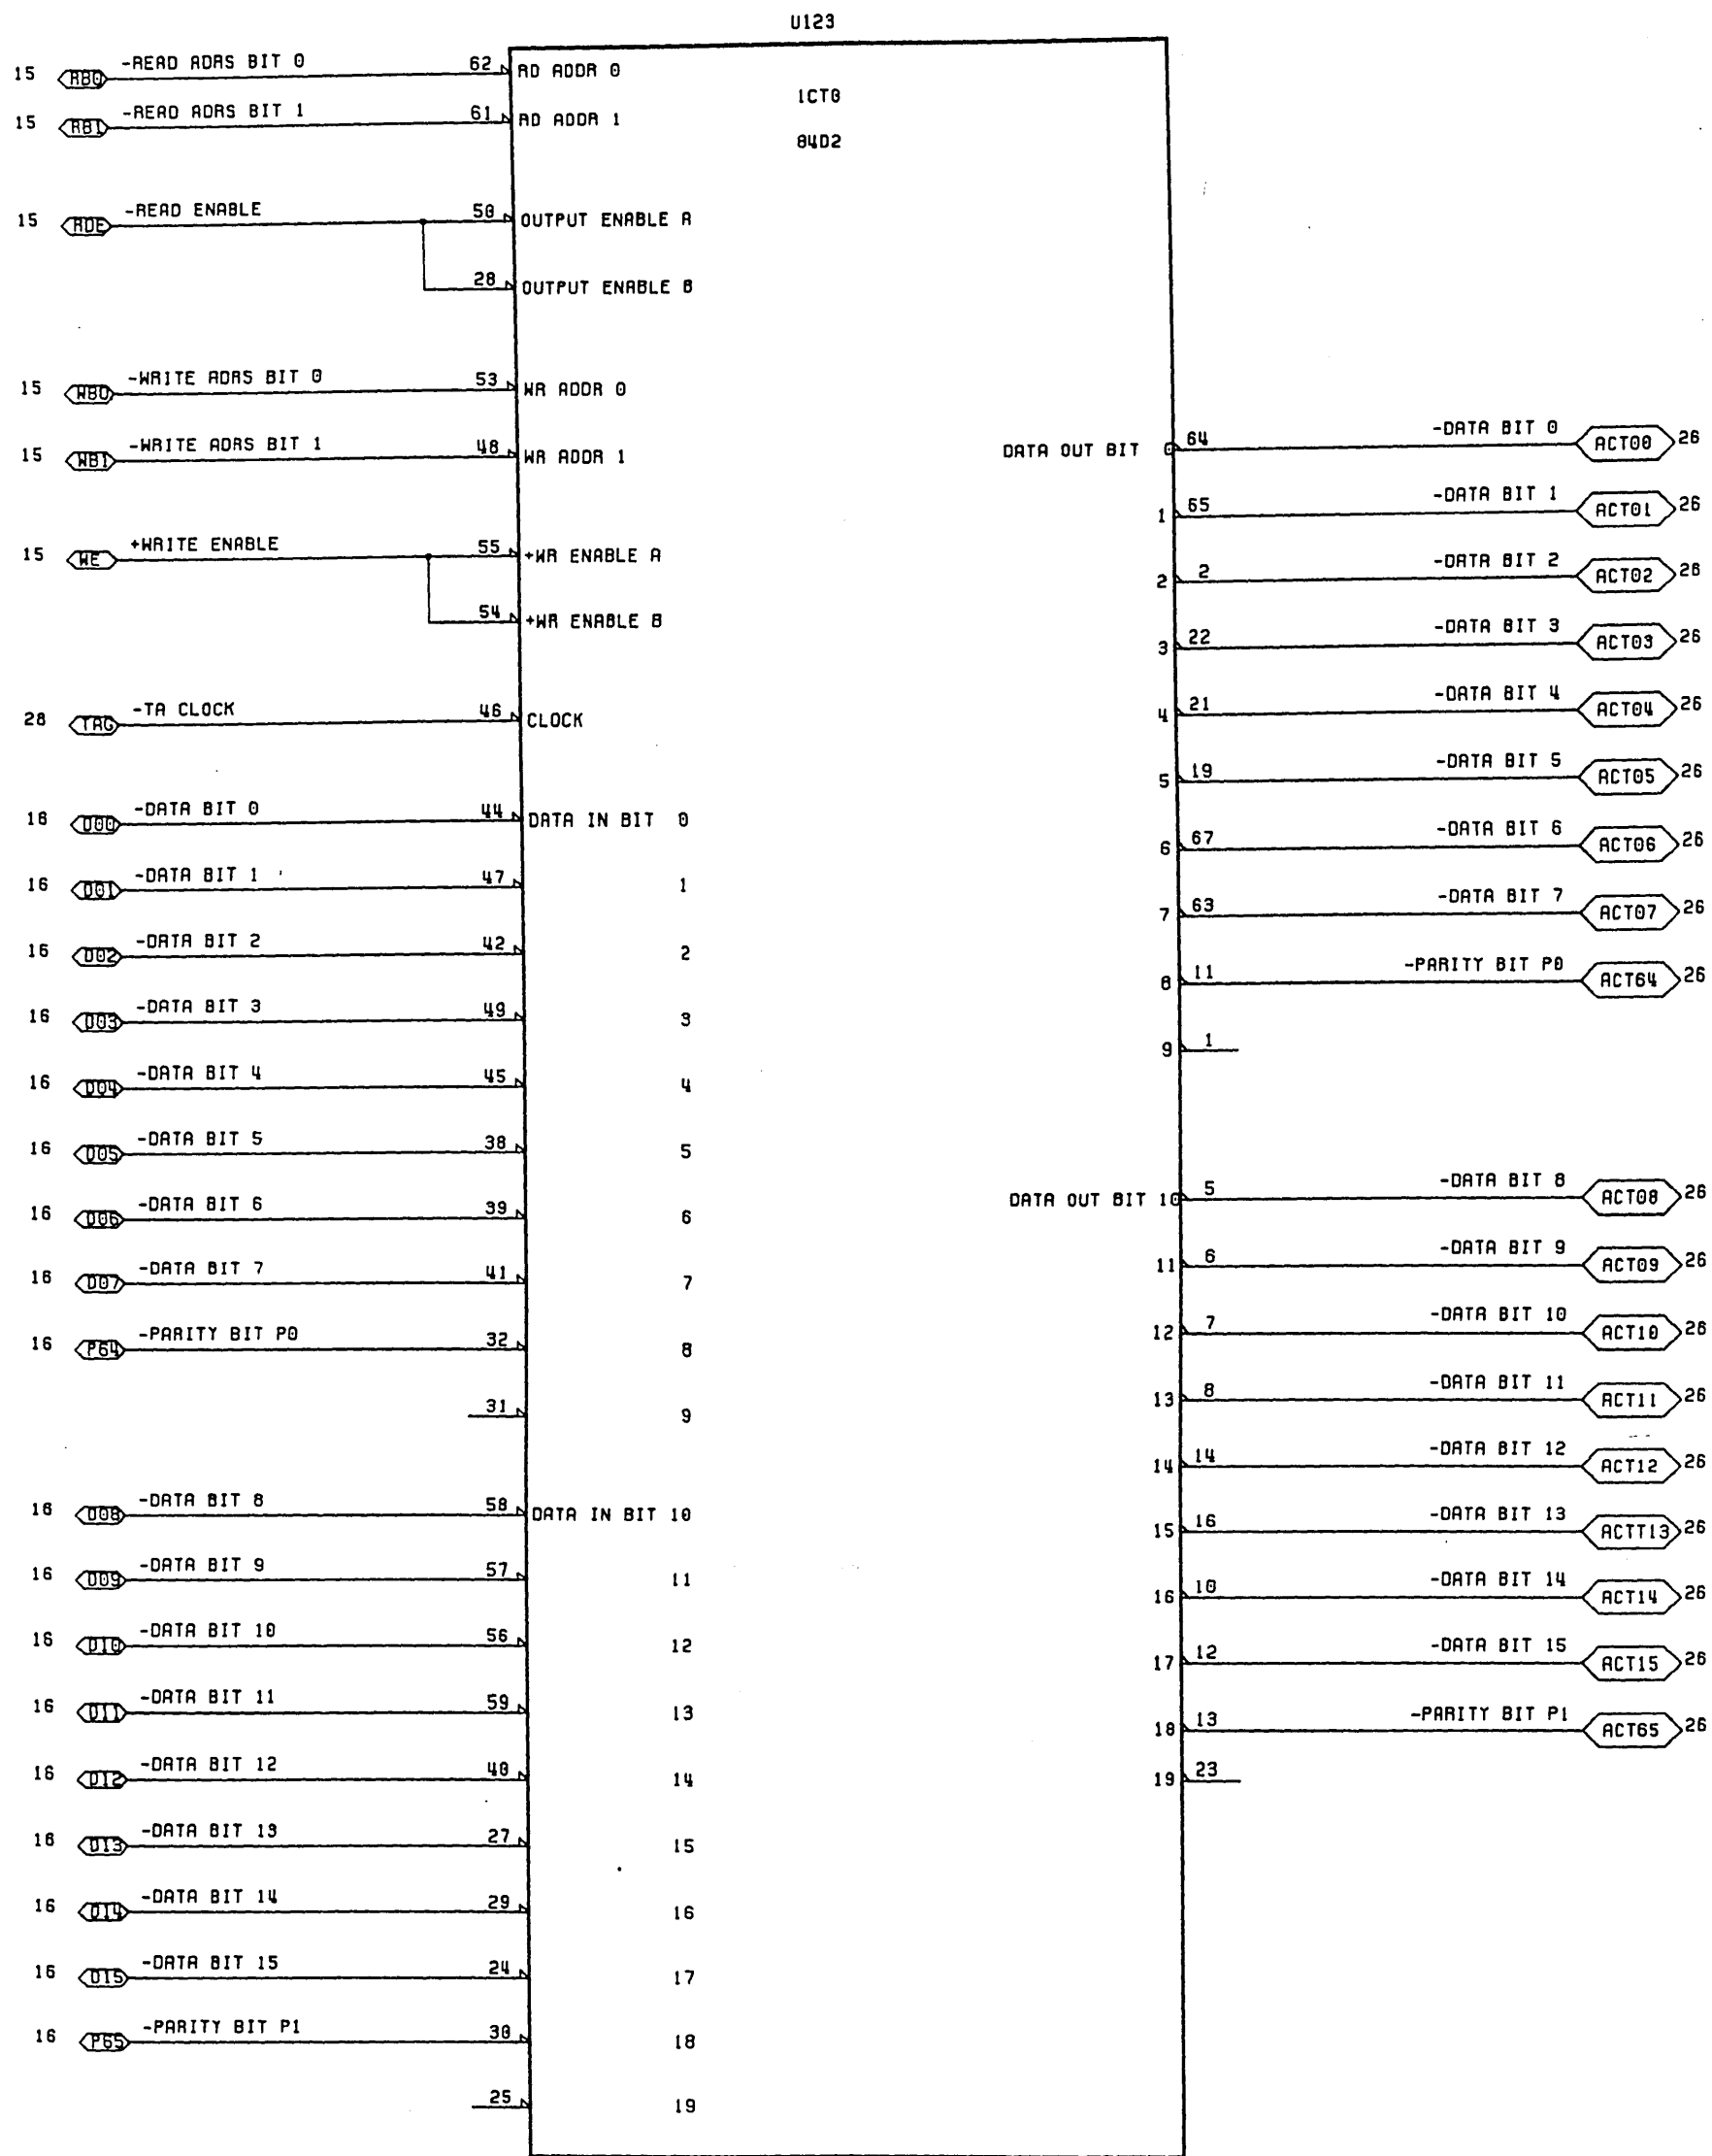 U123
1CT0
84D2
15 RB0 -READ ADRS BIT 0 62 RD ADDR 0
15 RB1 -READ ADRS BIT 1 61 RD ADDR 1
15 RDE -READ ENABLE 50 OUTPUT ENABLE A
28 OUTPUT ENABLE B
15 WB0 -WRITE ADRS BIT 0 53 WR ADDR 0
15 WB1 -WRITE ADRS BIT 1 48 WR ADDR 1
15 WE +WRITE ENABLE 55 +WR ENABLE A
54 +WR ENABLE B
28 TAG -TA CLOCK 46 CLOCK
16 D00 -DATA BIT 0 44 DATA IN BIT 0
16 D01 -DATA BIT 1 47 1
16 D02 -DATA BIT 2 42 2
16 D03 -DATA BIT 3 49 3
16 D04 -DATA BIT 4 45 4
16 D05 -DATA BIT 5 38 5
16 D06 -DATA BIT 6 39 6
16 D07 -DATA BIT 7 41 7
16 P64 -PARITY BIT P0 32 8
31 9
16 D08 -DATA BIT 8 58 DATA IN BIT 10
16 D09 -DATA BIT 9 57 11
16 D10 -DATA BIT 10 56 12
16 D11 -DATA BIT 11 59 13
16 D12 -DATA BIT 12 40 14
16 D13 -DATA BIT 13 27 15
16 D14 -DATA BIT 14 29 16
16 D15 -DATA BIT 15 24 17
16 P65 -PARITY BIT P1 30 18
25 19
DATA OUT BIT 0 64 -DATA BIT 0 ACT00 26
1 65 -DATA BIT 1 ACT01 26
2 2 -DATA BIT 2 ACT02 26
3 22 -DATA BIT 3 ACT03 26
4 21 -DATA BIT 4 ACT04 26
5 19 -DATA BIT 5 ACT05 26
6 67 -DATA BIT 6 ACT06 26
7 63 -DATA BIT 7 ACT07 26
8 11 -PARITY BIT P0 ACT64 26
9 1
DATA OUT BIT 10 5 -DATA BIT 8 ACT08 26
11 6 -DATA BIT 9 ACT09 26
12 7 -DATA BIT 10 ACT10 26
13 8 -DATA BIT 11 ACT11 26
14 14 -DATA BIT 12 ACT12 26
15 16 -DATA BIT 13 ACTT13 26
16 10 -DATA BIT 14 ACT14 26
17 12 -DATA BIT 15 ACT15 26
18 13 -PARITY BIT P1 ACT65 26
19 23